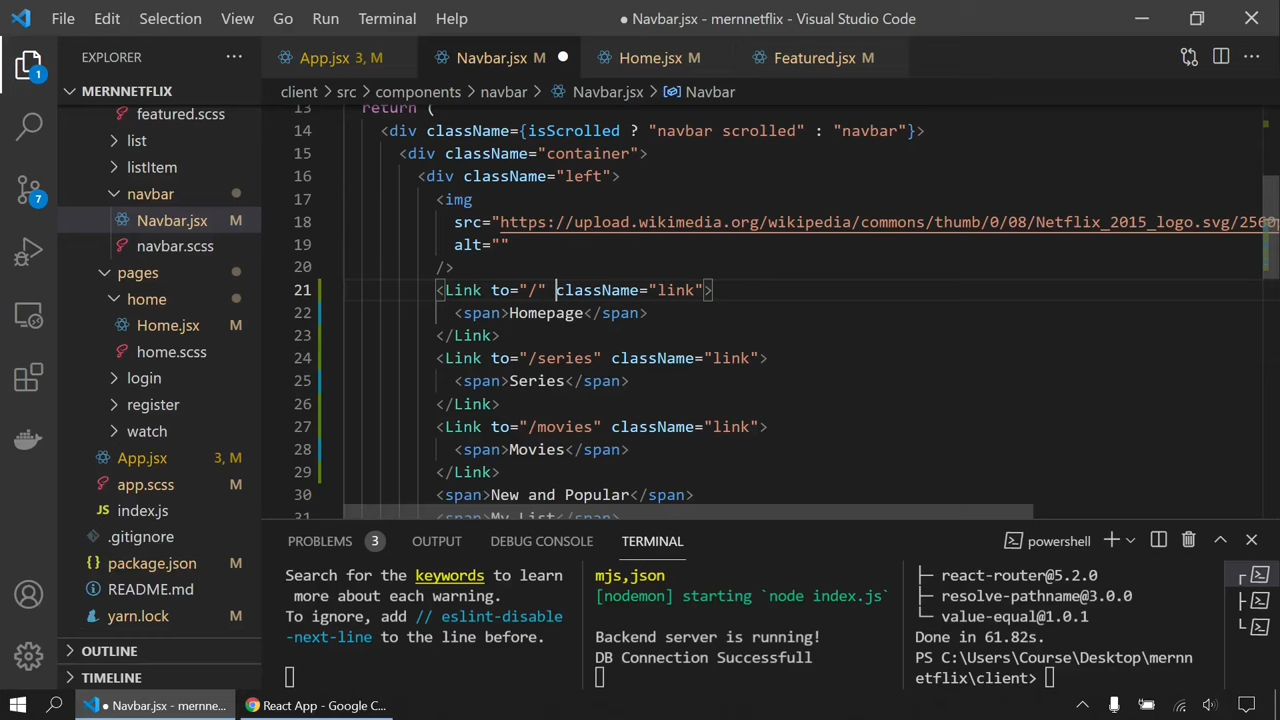 File Edit Selection View Go Run Terminal Help
● Navbar.jsx - mernnetflix - Visual Studio Code
EXPLORER
App.jsx 3, M
Navbar.jsx M
Home.jsx M
Featured.jsx M
client > src > components > navbar > Navbar.jsx > Navbar
MERNNETFLIX
featured.scss
list
listItem
navbar
Navbar.jsx M
navbar.scss
pages
home
Home.jsx M
home.scss
login
register
watch
App.jsx 3, M
app.scss M
index.js
.gitignore
package.json M
README.md
yarn.lock M
OUTLINE
TIMELINE
1
7
13 return (
14 <div className={isScrolled ? "navbar scrolled" : "navbar"}>
15 <div className="container">
16 <div className="left">
17 <img
18 src="https://upload.wikimedia.org/wikipedia/commons/thumb/0/08/Netflix_2015_logo.svg/2560
19 alt=""
20 />
21 <Link to="/" className="link">
22 <span>Homepage</span>
23 </Link>
24 <Link to="/series" className="link">
25 <span>Series</span>
26 </Link>
27 <Link to="/movies" className="link">
28 <span>Movies</span>
29 </Link>
30 <span>New and Popular</span>
31 <span>My List</span>
PROBLEMS 3 OUTPUT DEBUG CONSOLE TERMINAL
powershell
Search for the keywords to learn
more about each warning.
To ignore, add // eslint-disable
-next-line to the line before.
mjs,json
[nodemon] starting `node index.js`
Backend server is running!
DB Connection Successfull
├─ react-router@5.2.0
├─ resolve-pathname@3.0.0
└─ value-equal@1.0.1
Done in 61.82s.
PS C:\Users\Course\Desktop\mernn
etflix\client>
● Navbar.jsx - mernne...
React App - Google C...